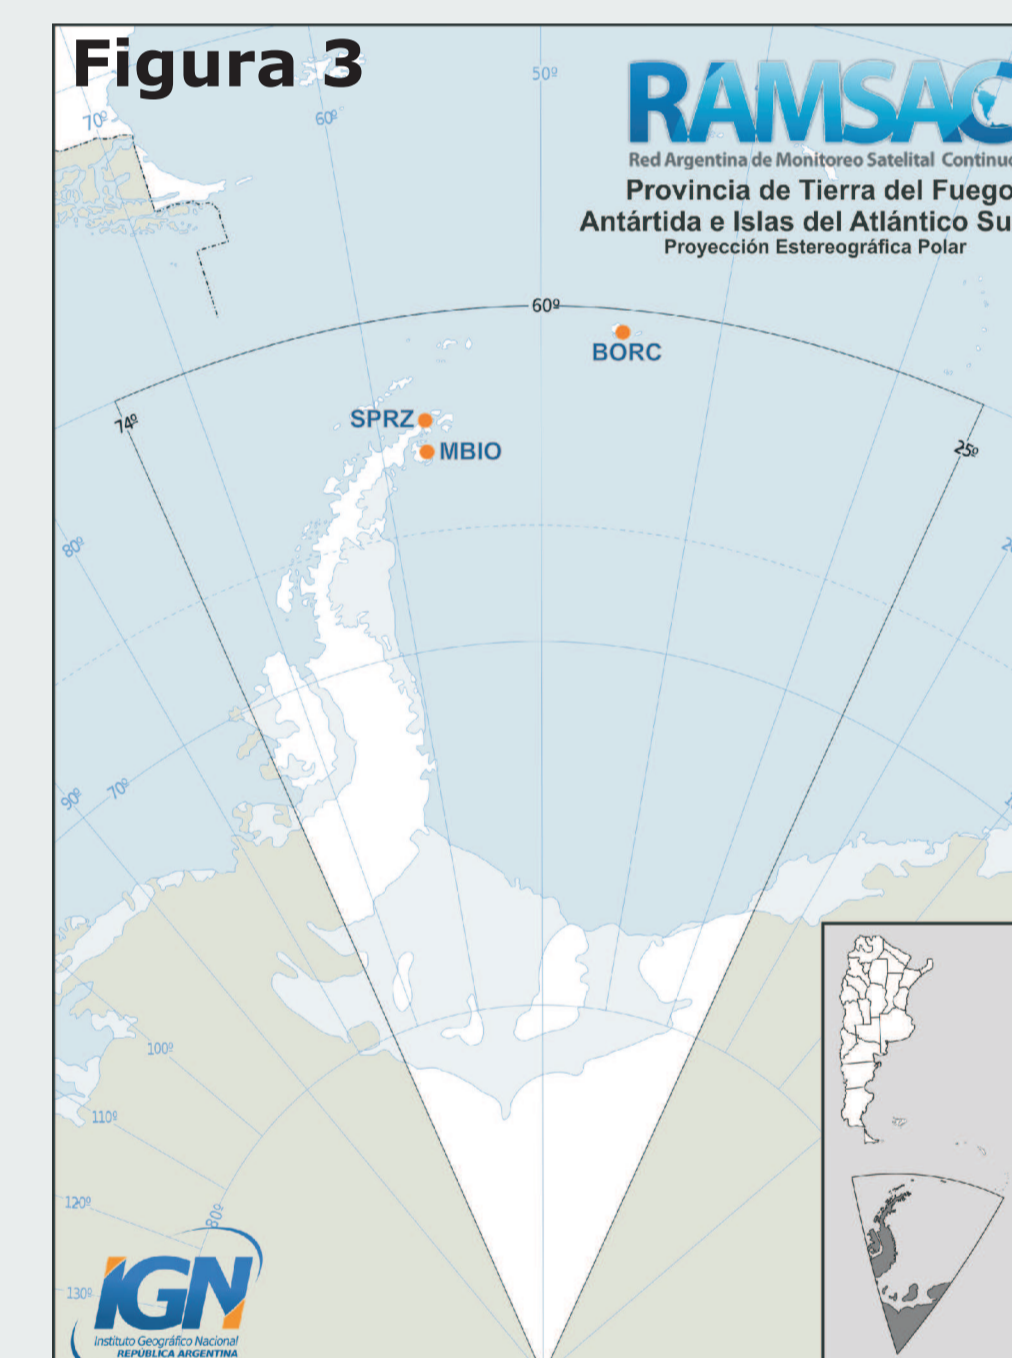 Figura 3
RAMSAC
Red Argentina de Monitoreo Satelital Continuo
Provincia de Tierra del Fuego
Antártida e Islas del Atlántico Su
Proyección Estereográfica Polar
70º
60º
50º
60º
BORC
74º
SPRZ
MBIO
25º
80º
90º
70º
100º
110º
120º
80º
130º
IGN
Instituto Geográfico Nacional
REPÚBLICA ARGENTINA